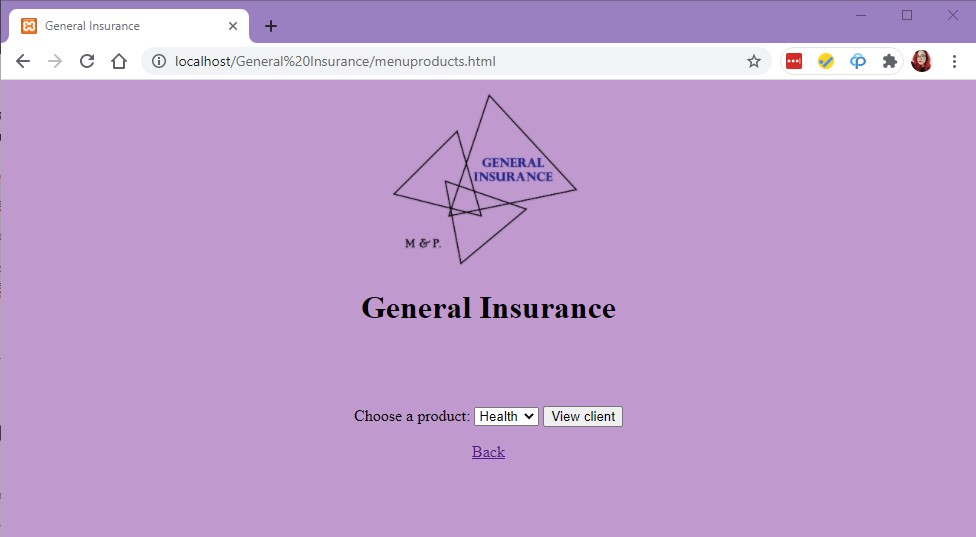 General Insurance
localhost/General%20Insurance/menuproducts.html
GENERAL
INSURANCE
M & P.
General Insurance
Choose a product: Health View client
Back